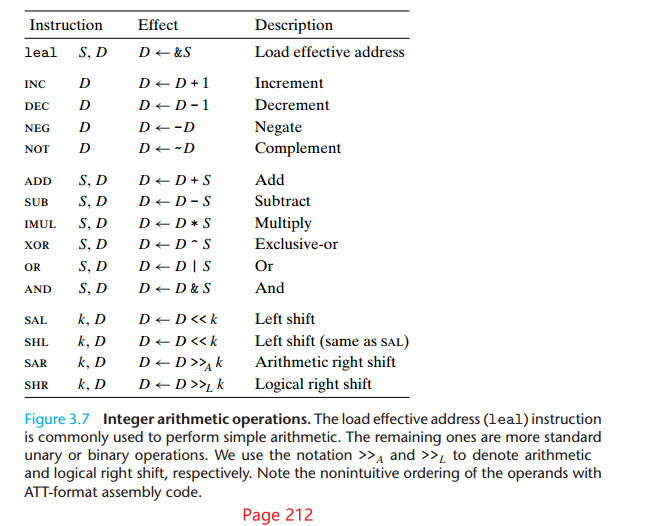 Instruction Effect Description
leal S, D D ← &S Load effective address
INC D D ← D + 1 Increment
DEC D D ← D - 1 Decrement
NEG D D ← -D Negate
NOT D D ← ~D Complement
ADD S, D D ← D + S Add
SUB S, D D ← D - S Subtract
IMUL S, D D ← D * S Multiply
XOR S, D D ← D ^ S Exclusive-or
OR S, D D ← D | S Or
AND S, D D ← D & S And
SAL k, D D ← D << k Left shift
SHL k, D D ← D << k Left shift (same as SAL)
SAR k, D D ← D >>A k Arithmetic right shift
SHR k, D D ← D >>L k Logical right shift
Figure 3.7 Integer arithmetic operations. The load effective address (leal) instruction
is commonly used to perform simple arithmetic. The remaining ones are more standard
unary or binary operations. We use the notation >>A and >>L to denote arithmetic
and logical right shift, respectively. Note the nonintuitive ordering of the operands with
ATT-format assembly code.
Page 212